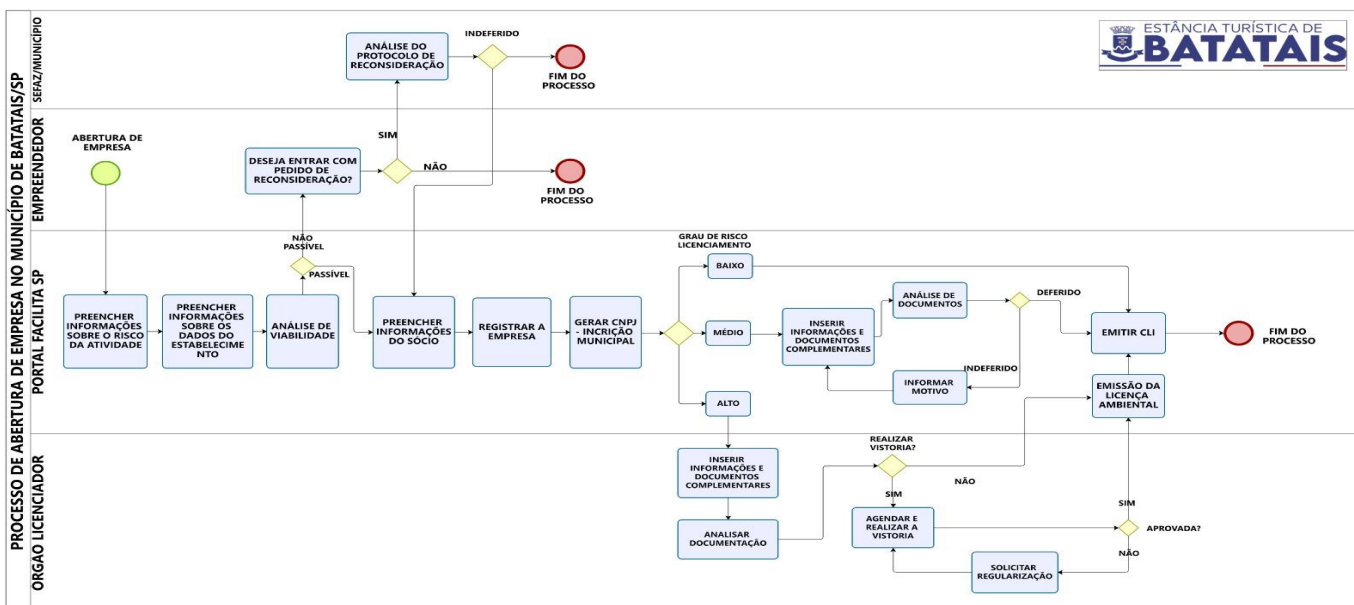 PROCESSO DE ABERTURA DE EMPRESA NO MUNICÍPIO DE BATATAIS/SP
SEFAZ/MUNICÍPIO
ANÁLISE DO
PROTOCOLO DE
RECONSIDERAÇÃO
INDEFERIDO
FIM DO
PROCESSO
ESTÂNCIA TURÍSTICA DE
BATATAIS
EMPREENDEDOR
ABERTURA DE
EMPRESA
DESEJA ENTRAR COM
PEDIDO DE
RECONSIDERAÇÃO?
SIM
NÃO
FIM DO
PROCESSO
PORTAL FACILITA SP
PREENCHER
INFORMAÇÕES
SOBRE O RISCO
DA ATIVIDADE
PREENCHER
INFORMAÇÕES
SOBRE OS
DADOS DO
ESTABELECIME
NTO
ANÁLISE DE
VIABILIDADE
NÃO
PASSÍVEL
PASSÍVEL
PREENCHER
INFORMAÇÕES
DO SÓCIO
REGISTRAR A
EMPRESA
GERAR CNPJ
- INCRIÇÃO
MUNICIPAL
GRAU DE RISCO
LICENCIAMENTO
BAIXO
MÉDIO
ALTO
INSERIR
INFORMAÇÕES E
DOCUMENTOS
COMPLEMENTARES
ANÁLISE DE
DOCUMENTOS
DEFERIDO
INDEFERIDO
INFORMAR
MOTIVO
EMITIR CLI
FIM DO
PROCESSO
EMISSÃO DA
LICENÇA
AMBIENTAL
ORGAO LICENCIADOR
INSERIR
INFORMAÇÕES E
DOCUMENTOS
COMPLEMENTARES
ANALISAR
DOCUMENTAÇÃO
REALIZAR
VISTORIA?
NÃO
SIM
AGENDAR E
REALIZAR A
VISTORIA
SIM
APROVADA?
NÃO
SOLICITAR
REGULARIZAÇÃO